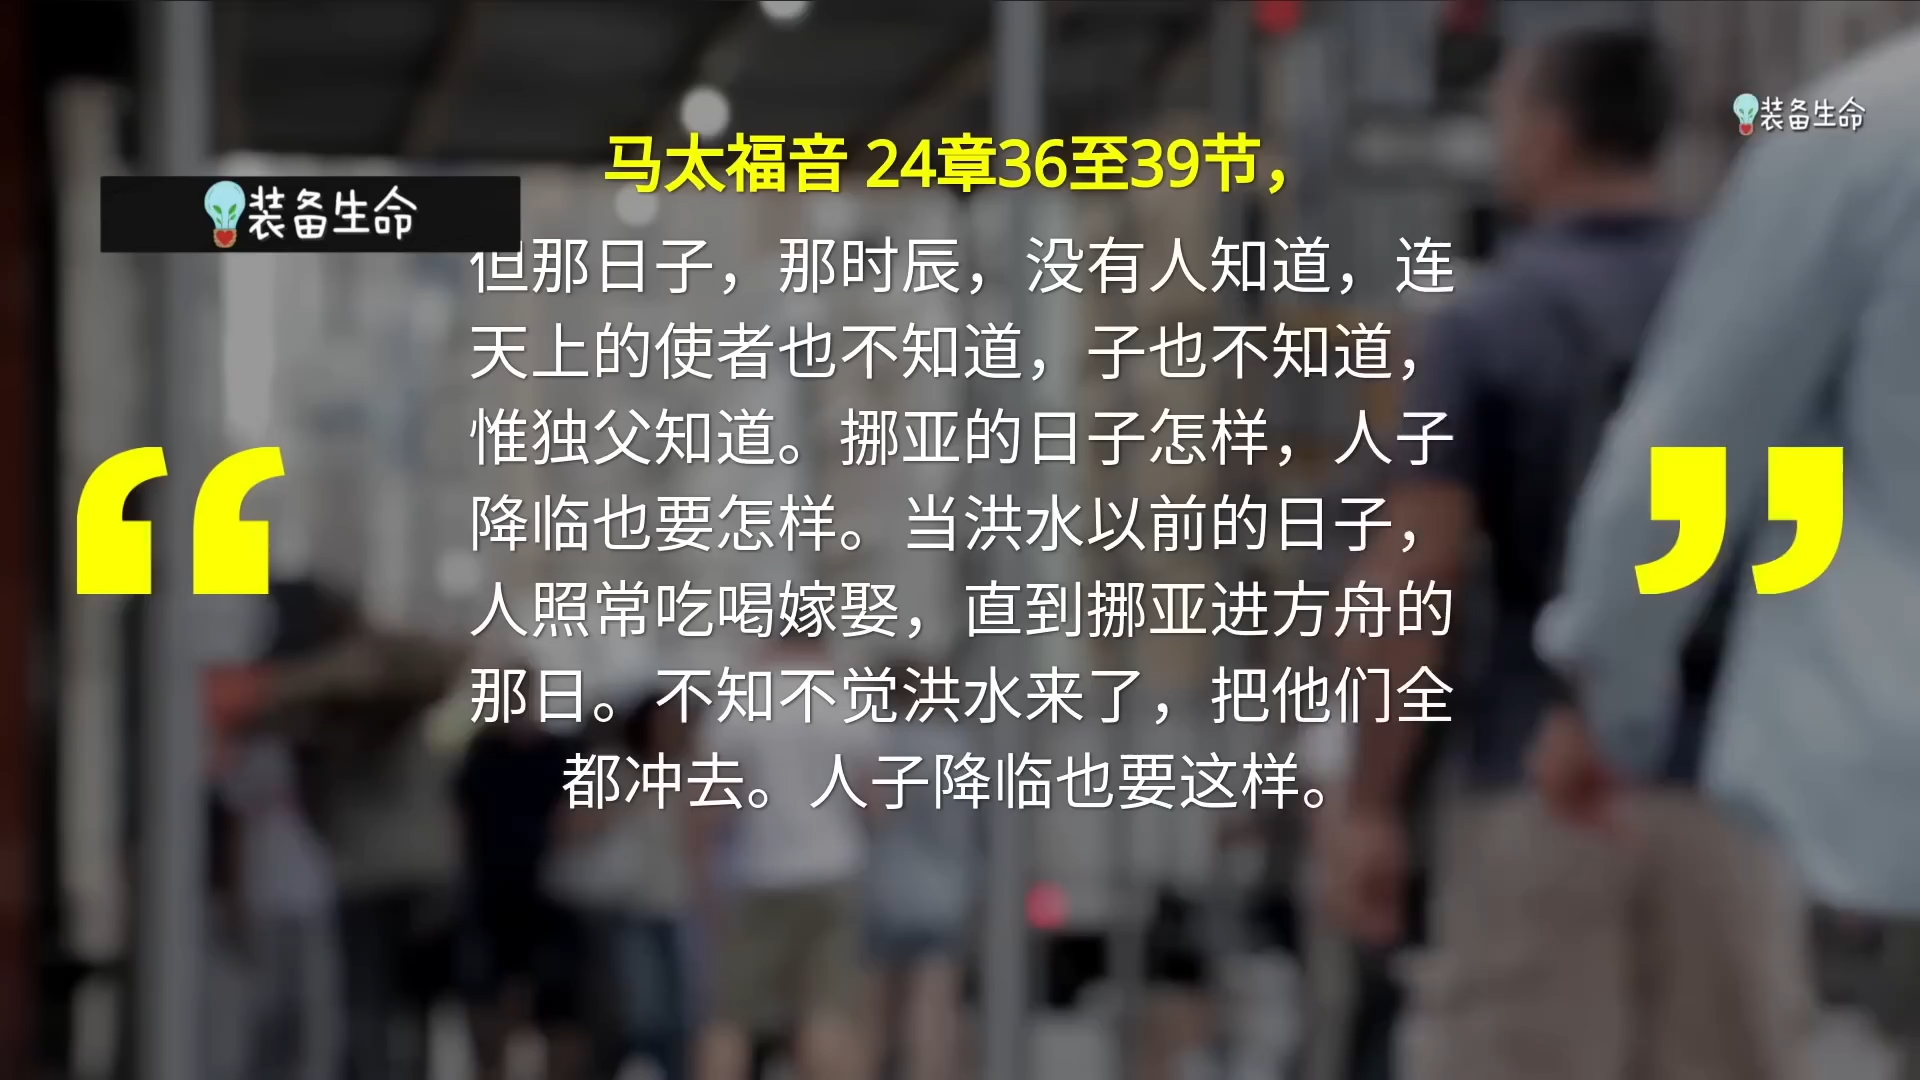 装备生命
马太福音 24章36至39节，
装备生命
但那日子，那时辰，没有人知道，连
天上的使者也不知道，子也不知道，
惟独父知道。挪亚的日子怎样，人子
降临也要怎样。当洪水以前的日子，
人照常吃喝嫁娶，直到挪亚进方舟的
那日。不知不觉洪水来了，把他们全
都冲去。人子降临也要这样。
“
”